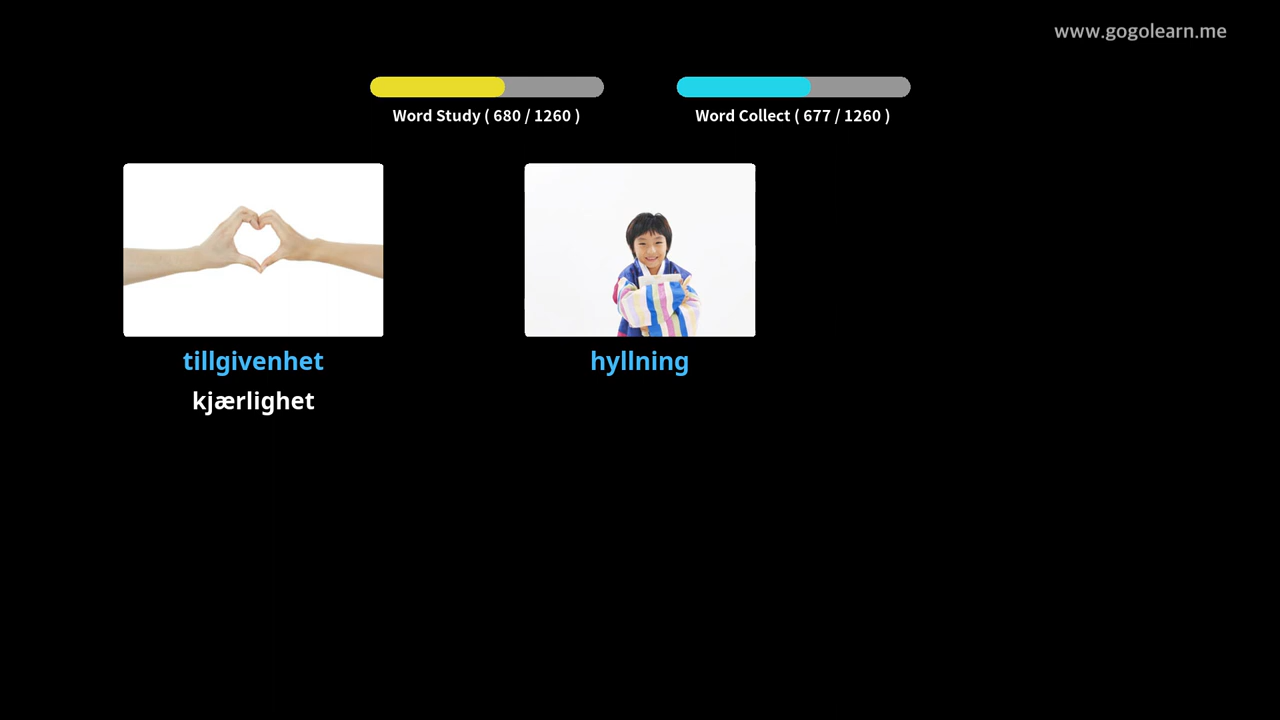 www.gogolearn.me
Word Study ( 680 / 1260 )
Word Collect ( 677 / 1260 )
tillgivenhet
kjærlighet
hyllning